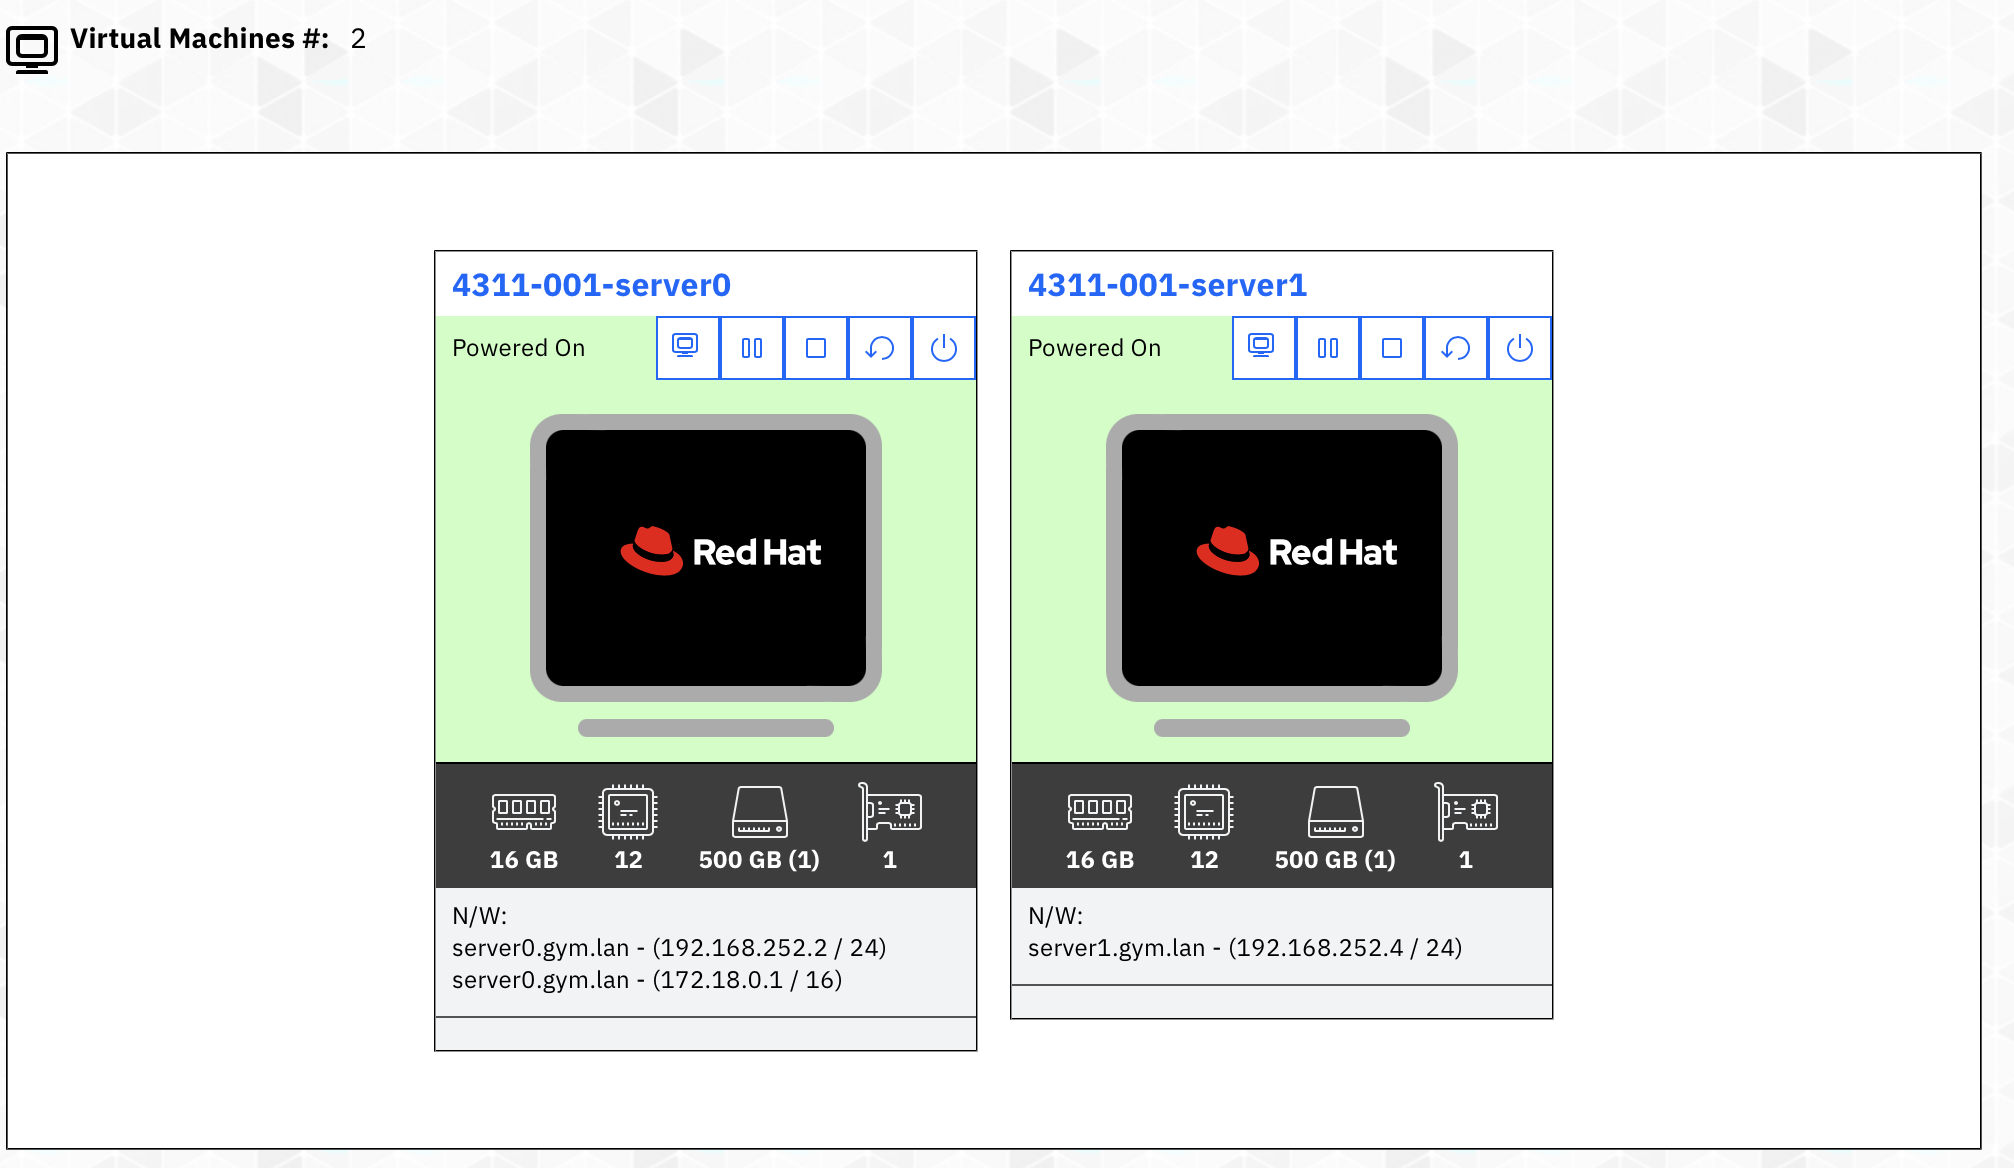 Virtual Machines #: 2
4311-001-server0
Powered On
Red Hat
16 GB 12 500 GB (1) 1
N/W:
server0.gym.lan - (192.168.252.2 / 24)
server0.gym.lan - (172.18.0.1 / 16)
4311-001-server1
Powered On
Red Hat
16 GB 12 500 GB (1) 1
N/W:
server1.gym.lan - (192.168.252.4 / 24)